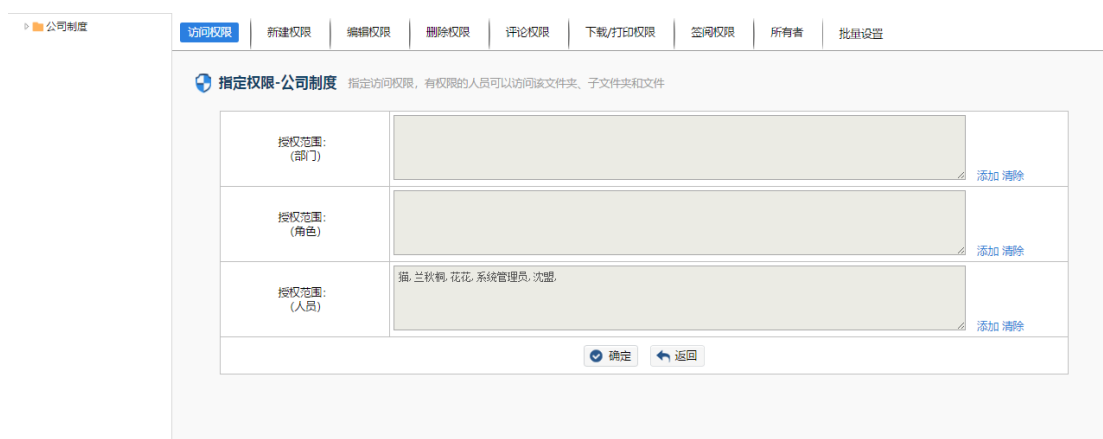 公司制度
访问权限 新建权限 编辑权限 删除权限 评论权限 下载/打印权限 签阅权限 所有者 批量设置
指定权限-公司制度 指定访问权限，有权限的人员可以访问该文件夹、子文件夹和文件
授权范围:
(部门)
添加 清除
授权范围:
(角色)
添加 清除
授权范围:
(人员)
猫, 兰秋桐, 花花, 系统管理员, 沈盟,
添加 清除
确定 返回